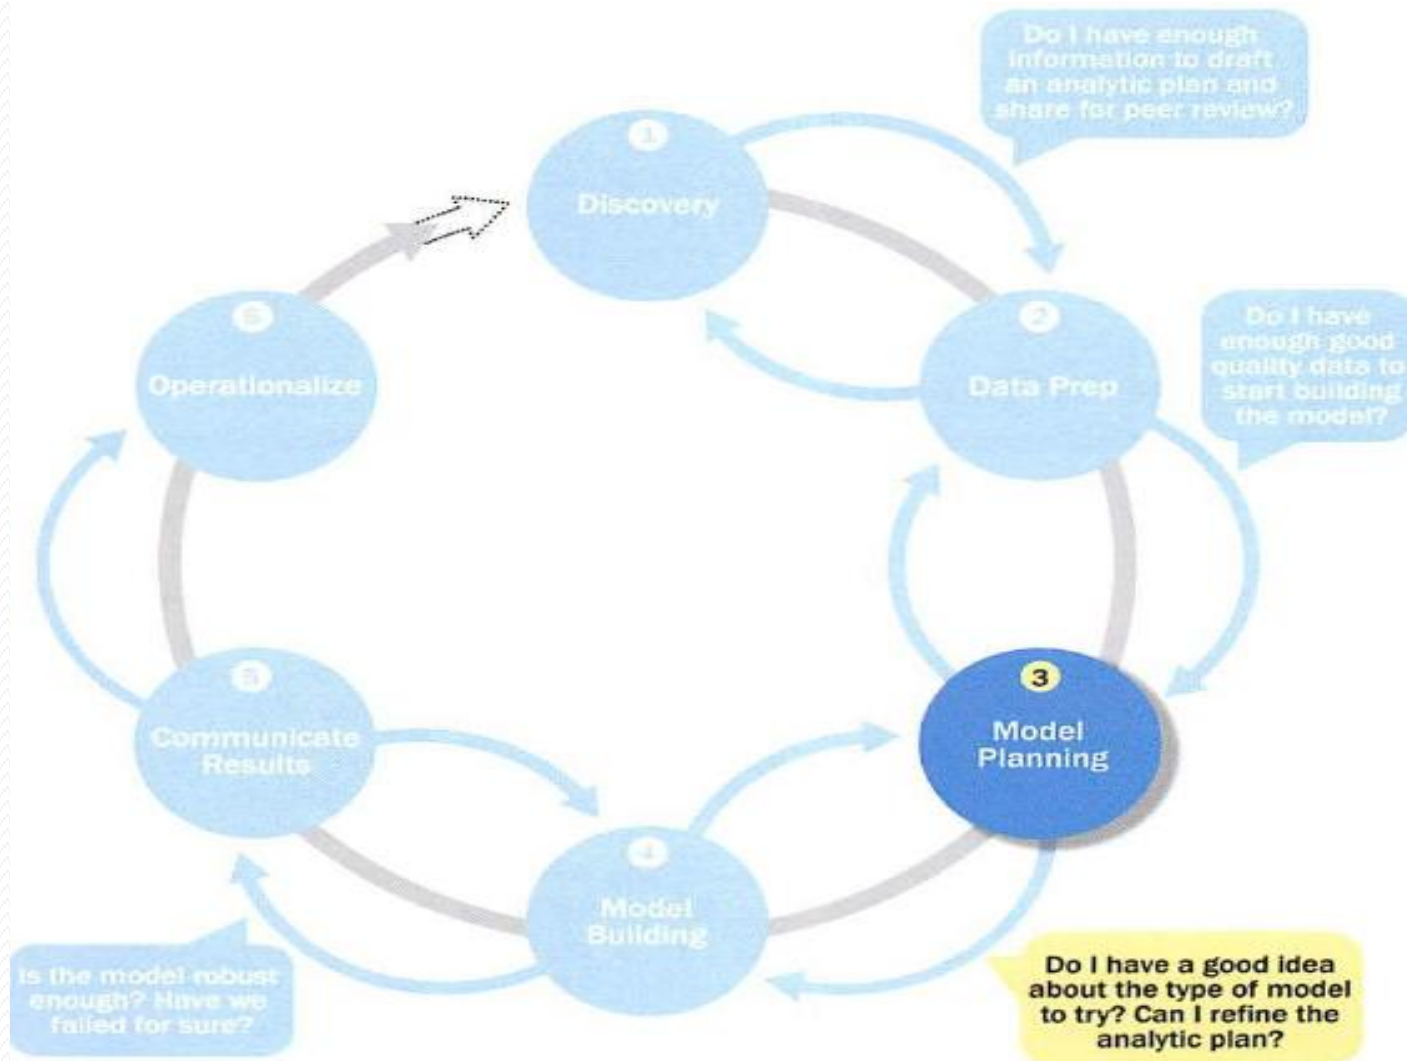 Do I have enough
information to draft
an analytic plan and
share for peer review?
1
Discovery
2
Data Prep
Do I have
enough good
quality data to
start building
the model?
3
Model
Planning
Do I have a good idea
about the type of model
to try? Can I refine the
analytic plan?
4
Model
Building
Is the model robust
enough? Have we
failed for sure?
5
Communicate
Results
6
Operationalize